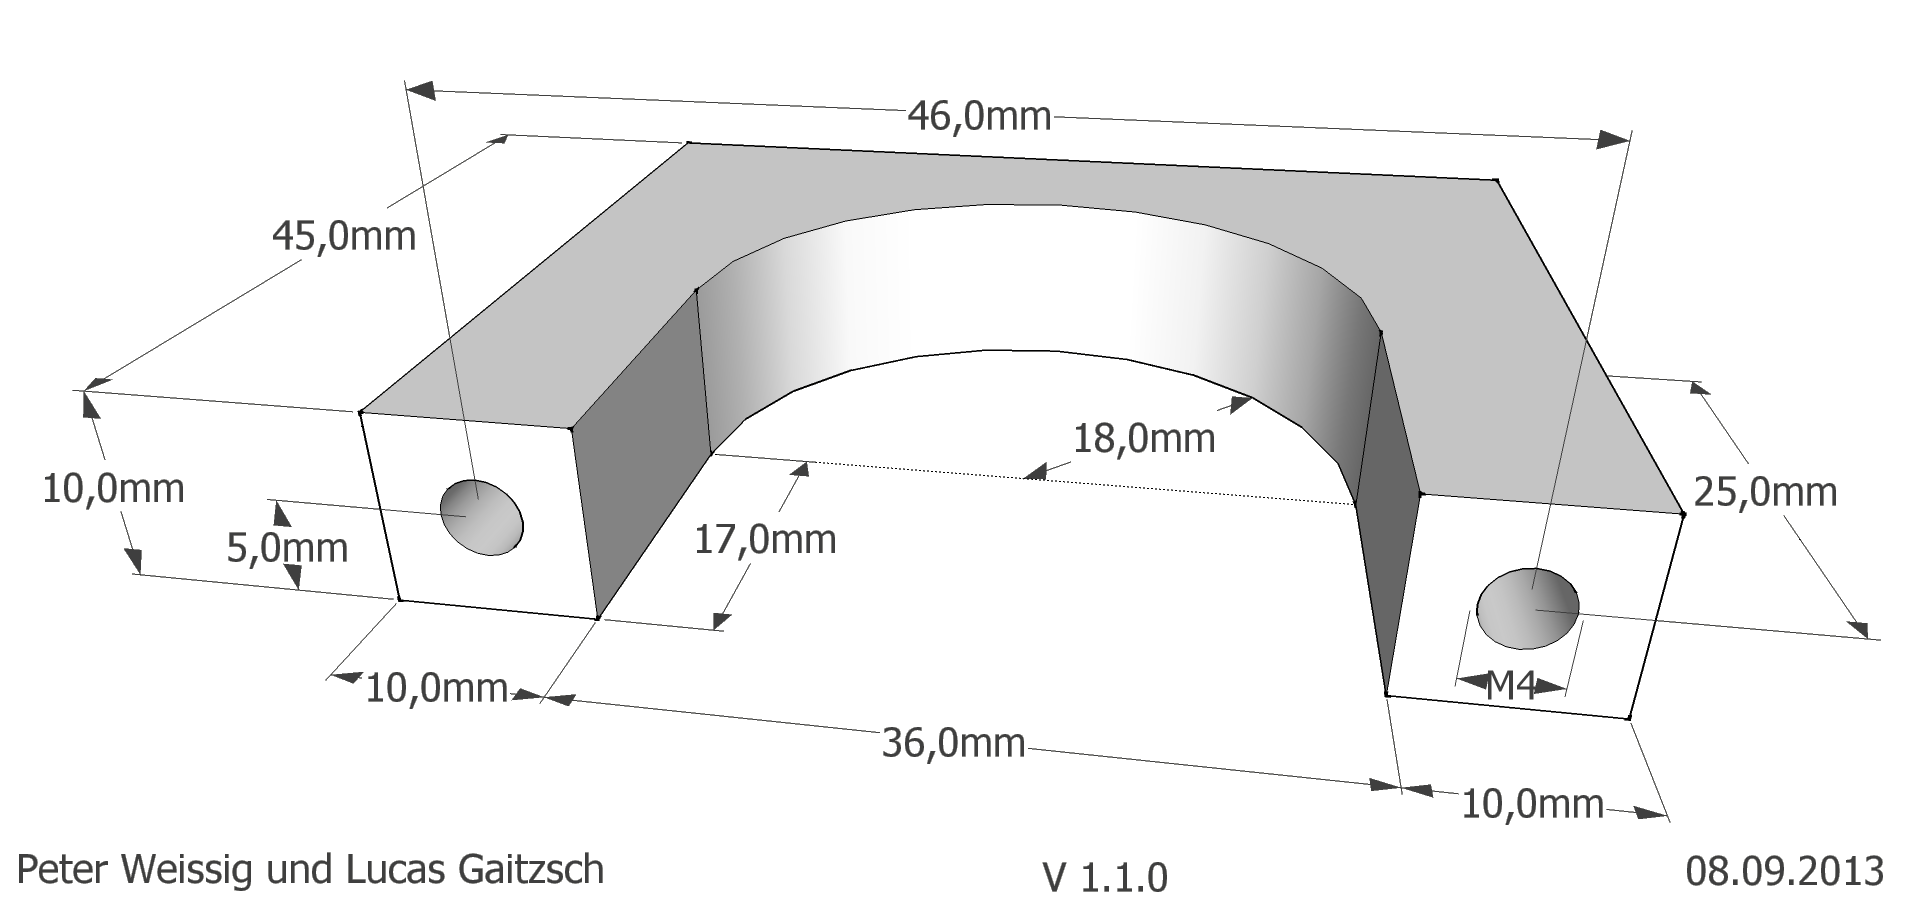 46,0mm
45,0mm
18,0mm
10,0mm
25,0mm
5,0mm
17,0mm
10,0mm
M4
36,0mm
10,0mm
Peter Weissig und Lucas Gaitzsch
V 1.1.0
08.09.2013